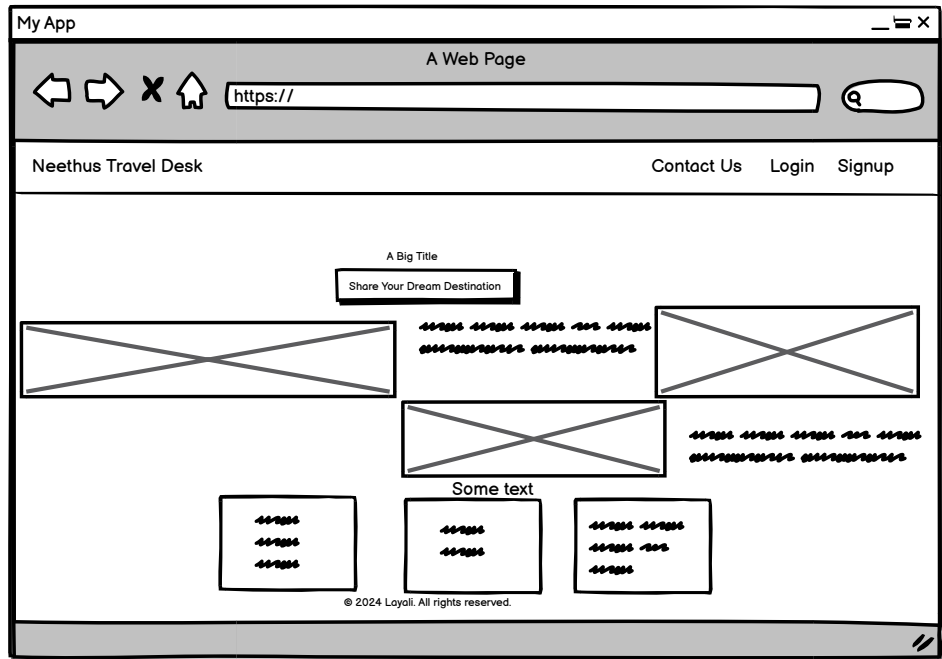 My App
A Web Page
https://
Neethus Travel Desk
Contact Us Login Signup
A Big Title
Share Your Dream Destination
Some text
© 2024 Layali. All rights reserved.